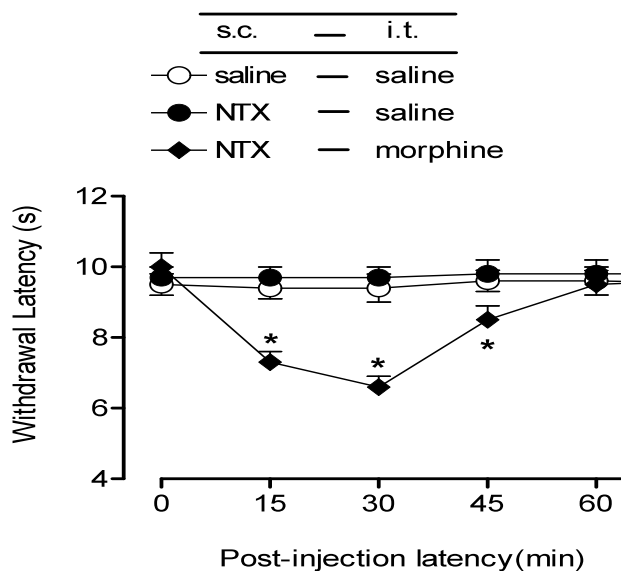 s.c. — i.t.
saline — saline
NTX — saline
NTX — morphine
12
10
8
6
4
Withdrawal Latency (s)
*
*
*
0 15 30 45 60
Post-injection latency (min)